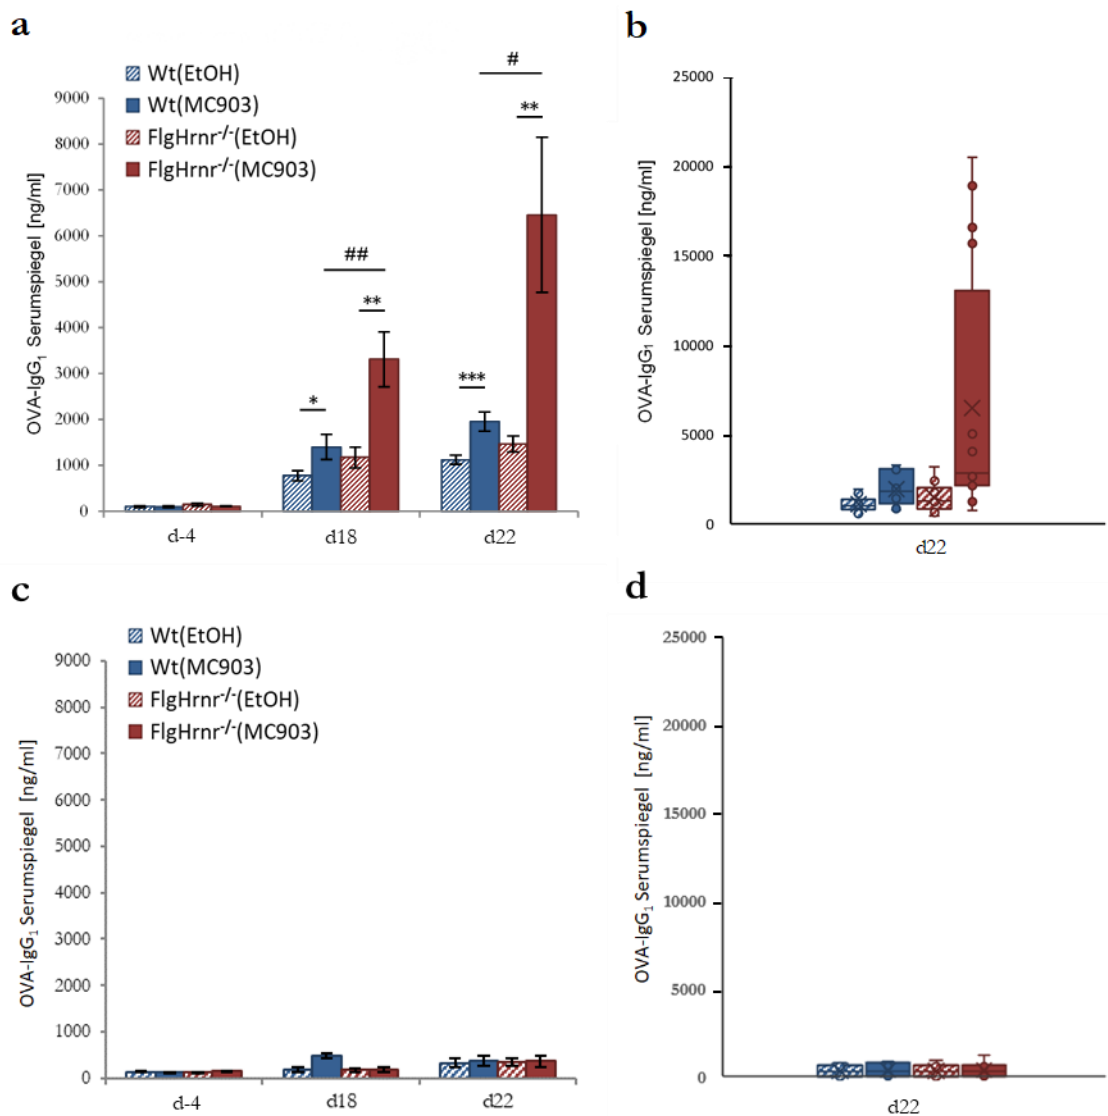 a
Wt(EtOH)
Wt(MC903)
FlgHrnr-/-(EtOH)
FlgHrnr-/-(MC903)
OVA-IgG1 Serumspiegel [ng/ml]
9000
8000
7000
6000
5000
4000
3000
2000
1000
0
*
##
**
***
#
**
d-4
d18
d22
b
OVA-IgG1 Serumspiegel [ng/ml]
25000
20000
15000
10000
5000
0
d22
c
Wt(EtOH)
Wt(MC903)
FlgHrnr-/-(EtOH)
FlgHrnr-/-(MC903)
OVA-IgG1 Serumspiegel [ng/ml]
9000
8000
7000
6000
5000
4000
3000
2000
1000
0
d-4
d18
d22
d
OVA-IgG1 Serumspiegel [ng/ml]
25000
20000
15000
10000
5000
0
d22